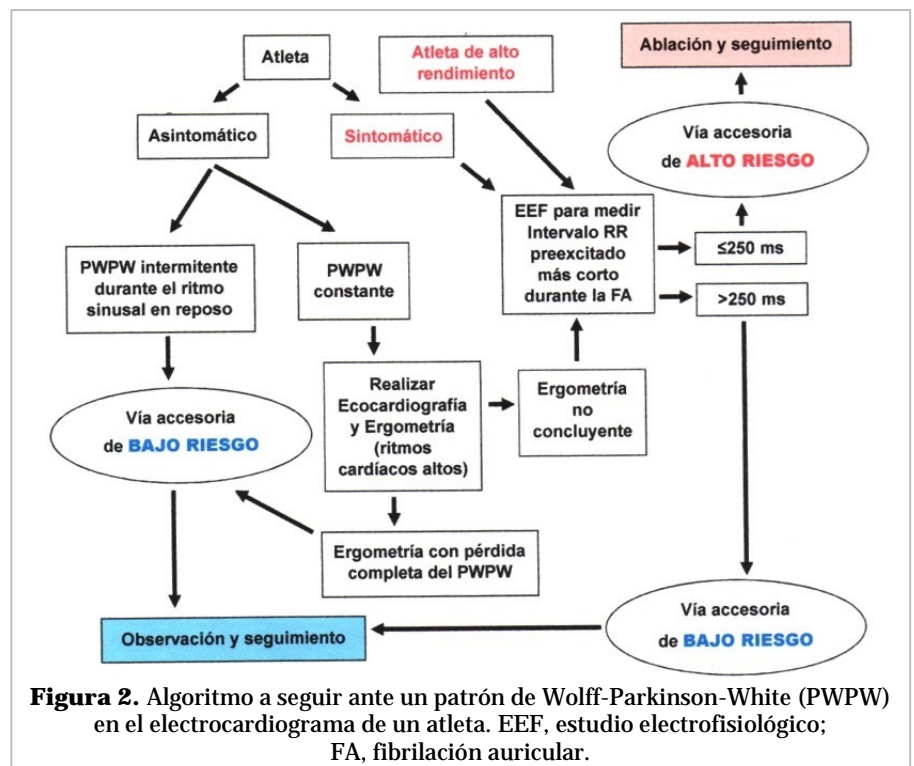 Atleta
Atleta de alto
rendimiento
Ablación y seguimiento
Asintomático
Sintomático
Vía accesoria
de ALTO RIESGO
PWPW intermitente
durante el ritmo
sinusal en reposo
PWPW
constante
EEF para medir
Intervalo RR
preexcitado
más corto
durante la FA
≤250 ms
>250 ms
Vía accesoria
de BAJO RIESGO
Realizar
Ecocardiografía
y Ergometría
(ritmos
cardíacos altos)
Ergometría
no
concluyente
Ergometría con pérdida
completa del PWPW
Observación y seguimiento
Vía accesoria
de BAJO RIESGO
Figura 2. Algoritmo a seguir ante un patrón de Wolff-Parkinson-White (PWPW)
en el electrocardiograma de un atleta. EEF, estudio electrofisiológico;
FA, fibrilación auricular.